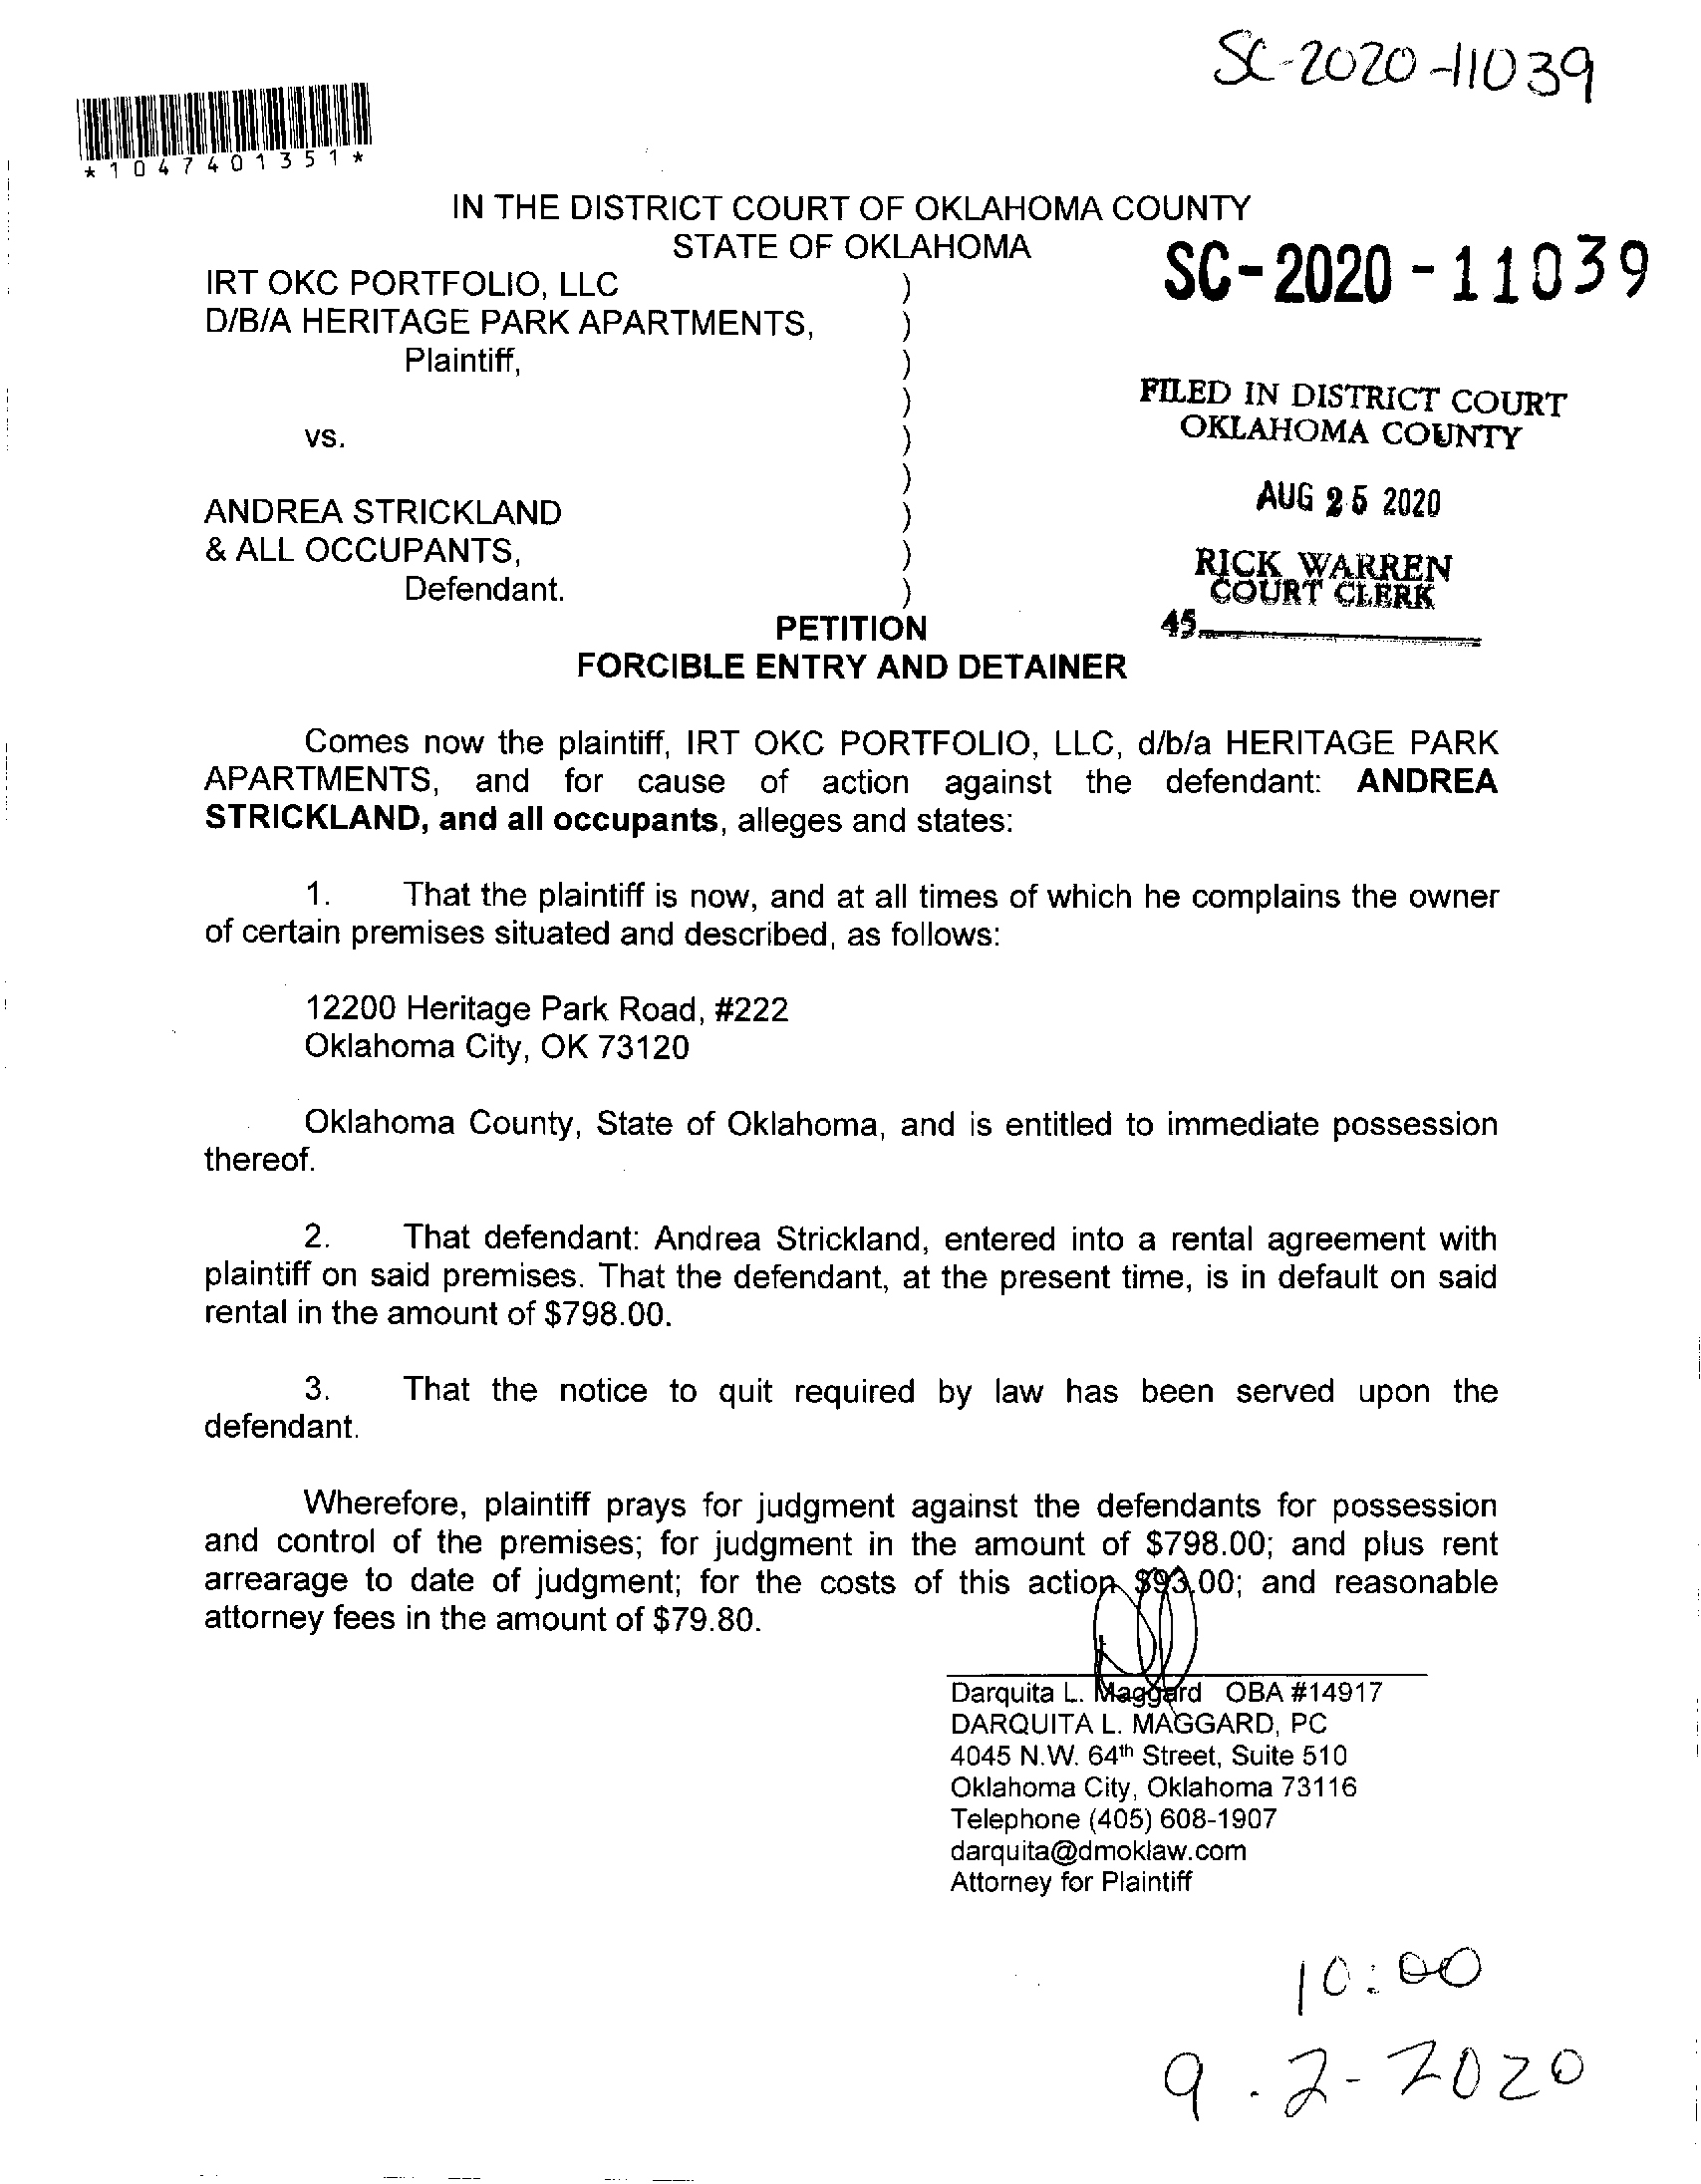 SC-2020-11039
*1047401351*
IN THE DISTRICT COURT OF OKLAHOMA COUNTY
STATE OF OKLAHOMA
SC-2020-11039
IRT OKC PORTFOLIO, LLC )
D/B/A HERITAGE PARK APARTMENTS, )
Plaintiff, )
)
FILED IN DISTRICT COURT
OKLAHOMA COUNTY
vs. )
)
AUG 25 2020
ANDREA STRICKLAND )
& ALL OCCUPANTS, )
Defendant. )
RICK WARREN
COURT CLERK
45
PETITION
FORCIBLE ENTRY AND DETAINER
Comes now the plaintiff, IRT OKC PORTFOLIO, LLC, d/b/a HERITAGE PARK
APARTMENTS, and for cause of action against the defendant: ANDREA
STRICKLAND, and all occupants, alleges and states:
1. That the plaintiff is now, and at all times of which he complains the owner
of certain premises situated and described, as follows:
12200 Heritage Park Road, #222
Oklahoma City, OK 73120
Oklahoma County, State of Oklahoma, and is entitled to immediate possession
thereof.
2. That defendant: Andrea Strickland, entered into a rental agreement with
plaintiff on said premises. That the defendant, at the present time, is in default on said
rental in the amount of $798.00.
3. That the notice to quit required by law has been served upon the
defendant.
Wherefore, plaintiff prays for judgment against the defendants for possession
and control of the premises; for judgment in the amount of $798.00; and plus rent
arrearage to date of judgment; for the costs of this action $93.00; and reasonable
attorney fees in the amount of $79.80.
Darquita L. Maggard OBA #14917
DARQUITA L. MAGGARD, PC
4045 N.W. 64th Street, Suite 510
Oklahoma City, Oklahoma 73116
Telephone (405) 608-1907
darquita@dmoklaw.com
Attorney for Plaintiff
10:00
9.2-2020